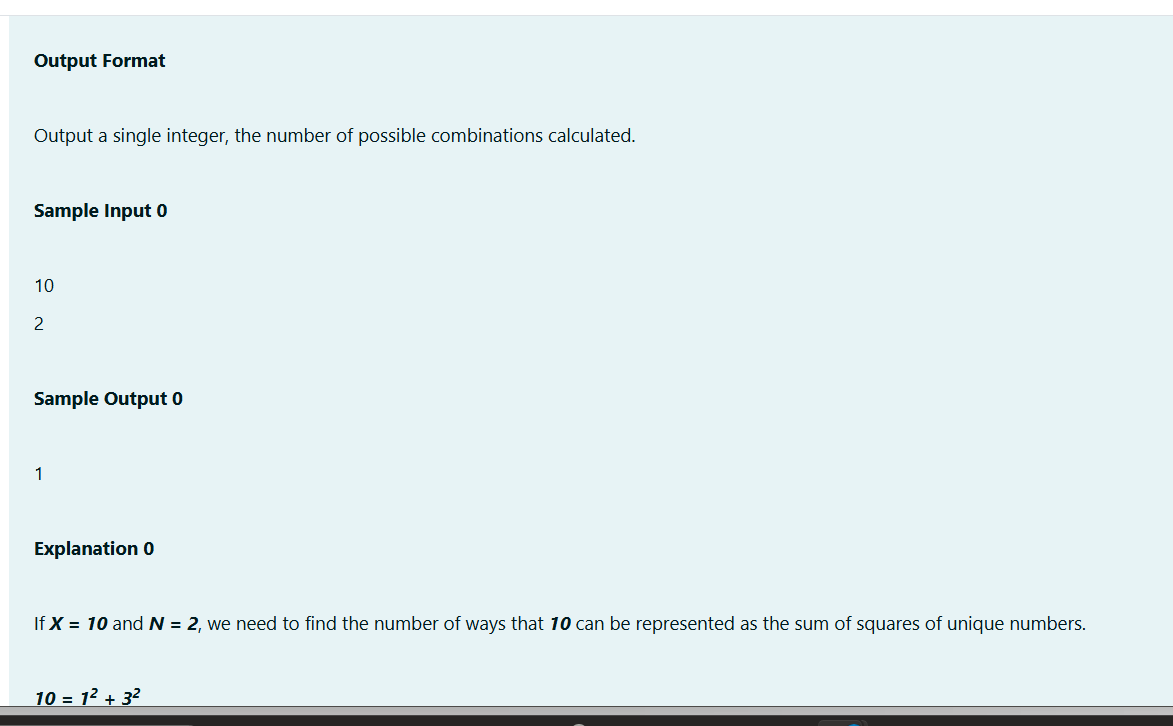 Output Format
Output a single integer, the number of possible combinations calculated.
Sample Input 0
10
2
Sample Output 0
1
Explanation 0
If X = 10 and N = 2, we need to find the number of ways that 10 can be represented as the sum of squares of unique numbers.
10 = 1² + 3²